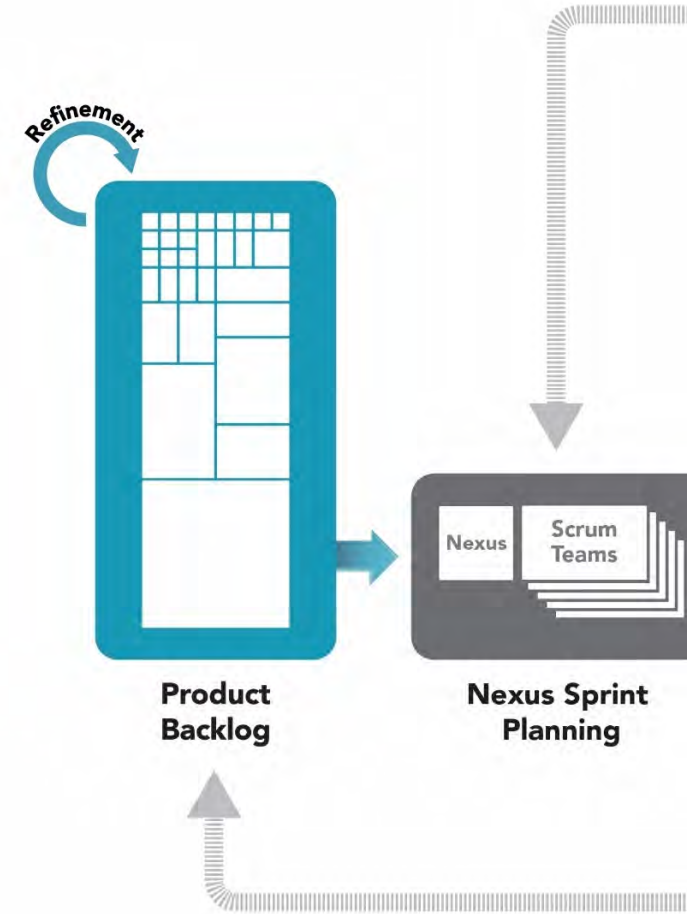 Refinement
Nexus
Scrum
Teams
Product
Backlog
Nexus Sprint
Planning